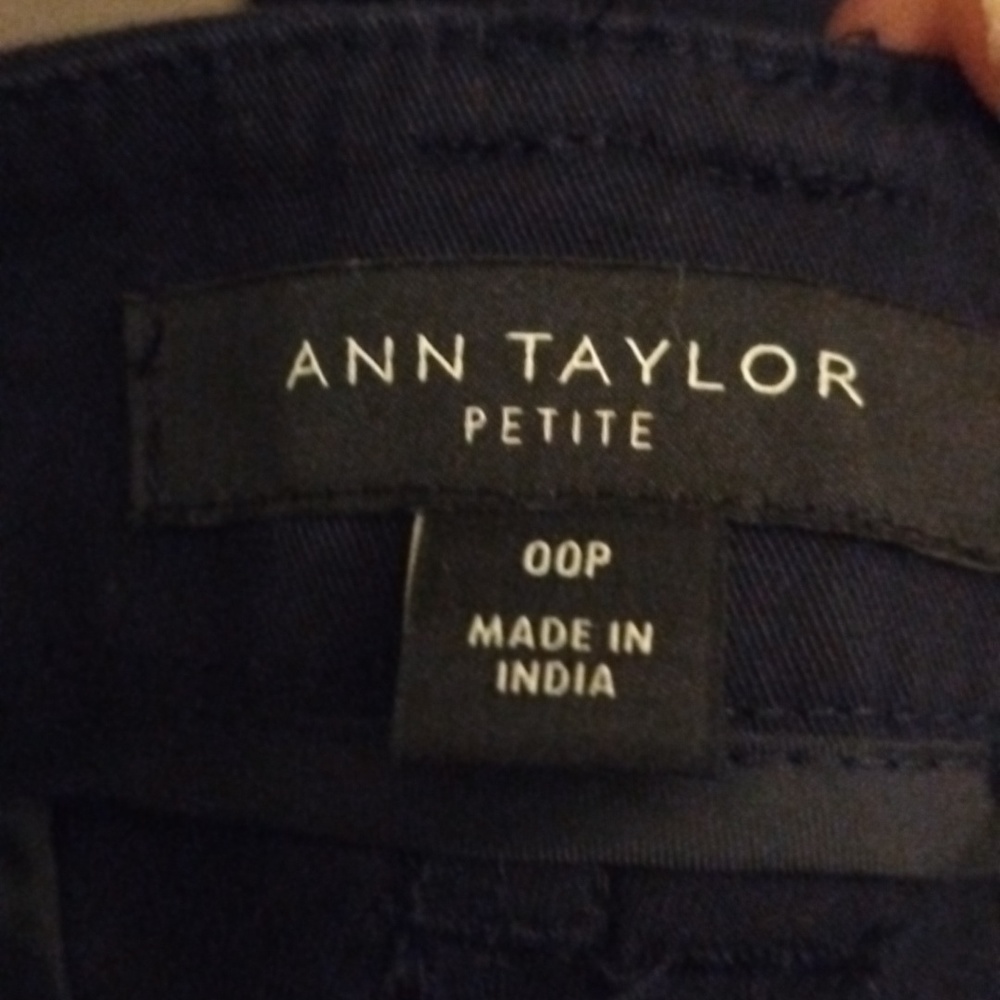 ANN TAYLOR
PETITE
00P
MADE IN
INDIA